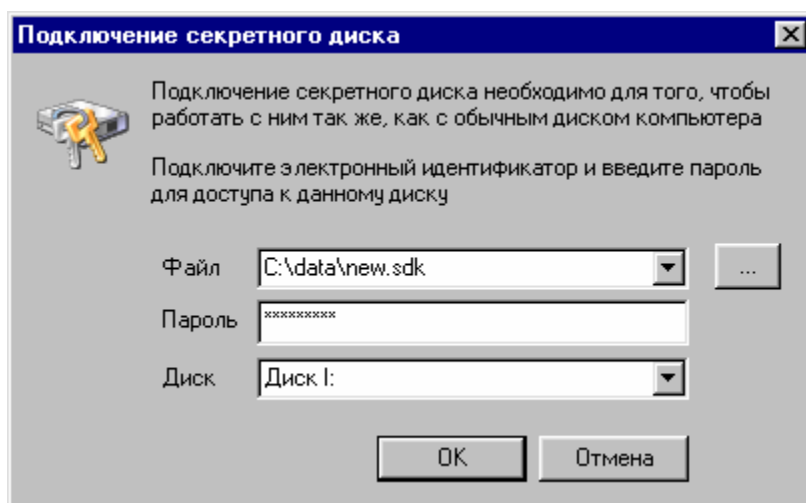 Подключение секретного диска
Подключение секретного диска необходимо для того, чтобы
работать с ним так же, как с обычным диском компьютера
Подключите электронный идентификатор и введите пароль
для доступа к данному диску
Файл C:\data\new.sdk ...
Пароль *********
Диск Диск I:
OK Отмена